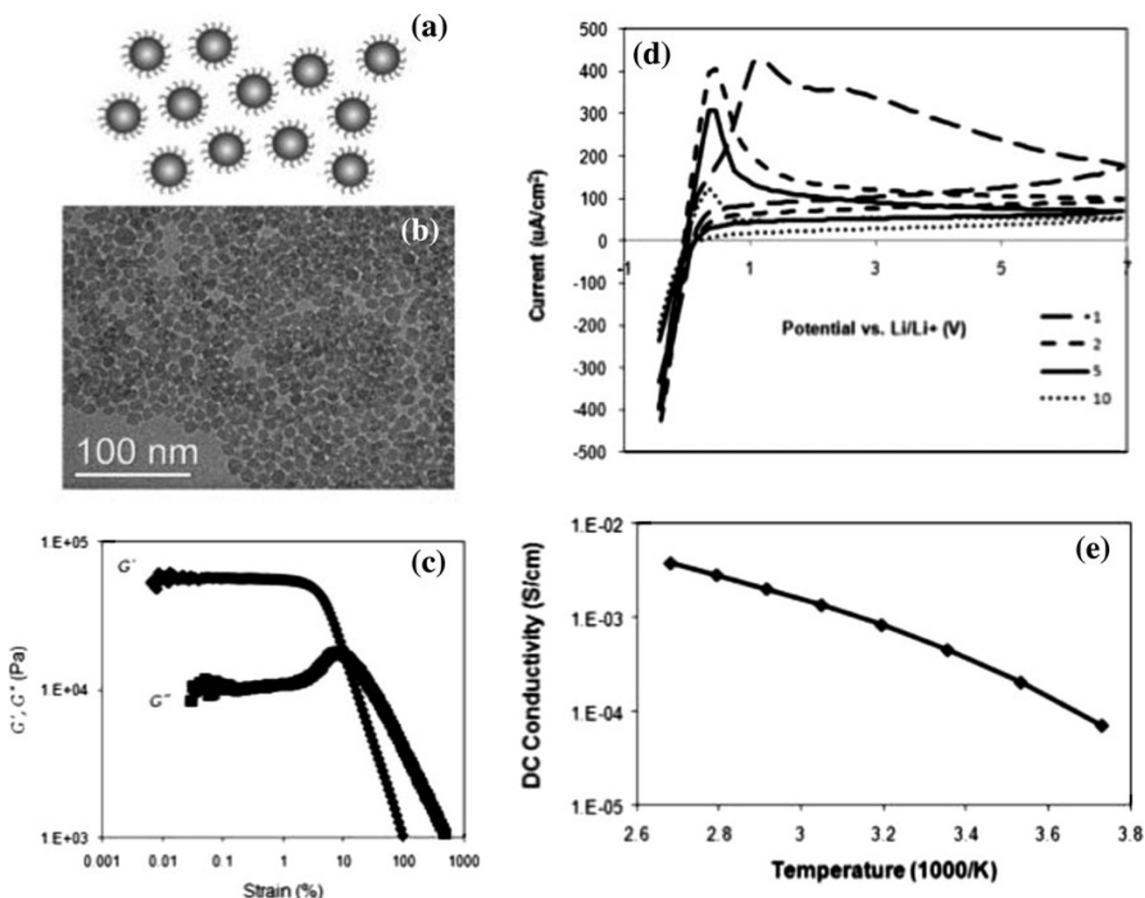 (a)
(b)
100 nm
(c)
1.E+05
1.E+04
1.E+03
G', G" (Pa)
G'
G"
0.001 0.01 0.1 1 10 100 1000
Strain (%)
(d)
500
400
300
200
100
0
-100
-200
-300
-400
-500
Current (uA/cm²)
-1 1 3 5 7
Potential vs. Li/Li+ (V)
1
2
5
10
(e)
1.E-02
1.E-03
1.E-04
1.E-05
DC Conductivity (S/cm)
2.6 2.8 3 3.2 3.4 3.6 3.8
Temperature (1000/K)